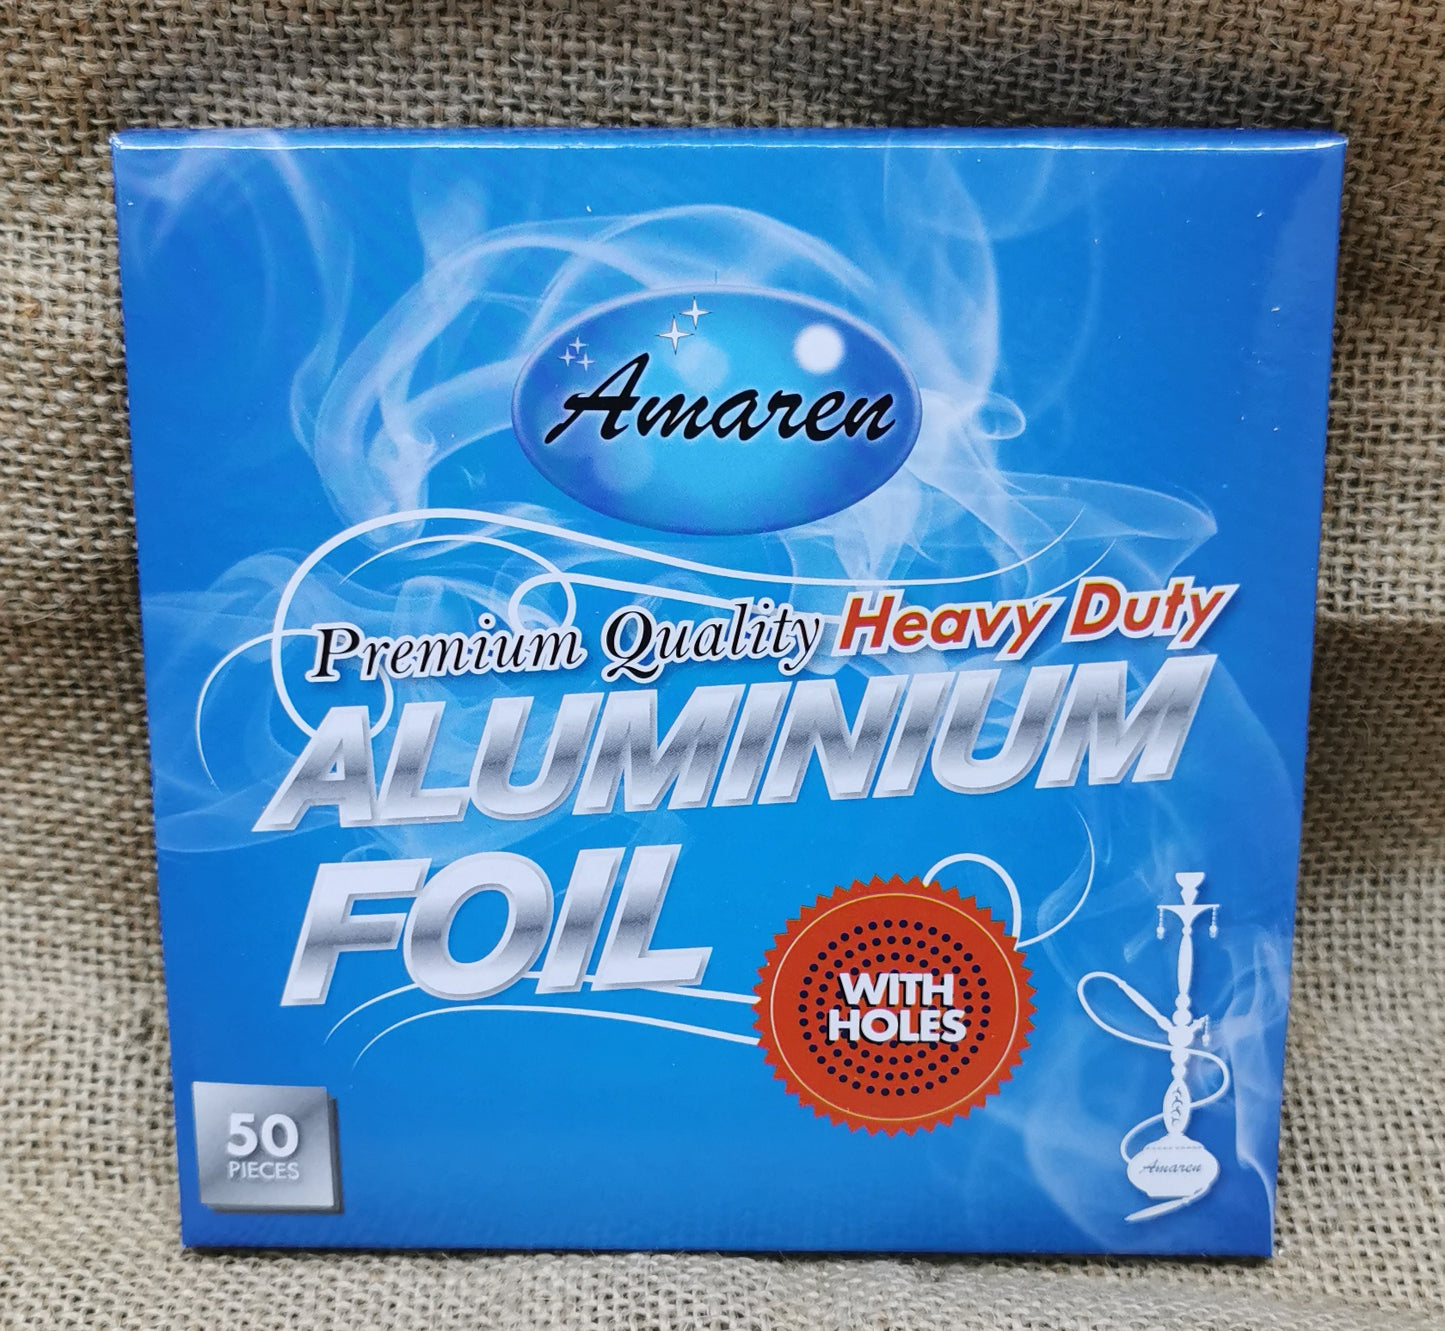 Amaren
Premium Quality Heavy Duty
ALUMINIUM
FOIL
WITH
HOLES
50
PIECES
Amaren